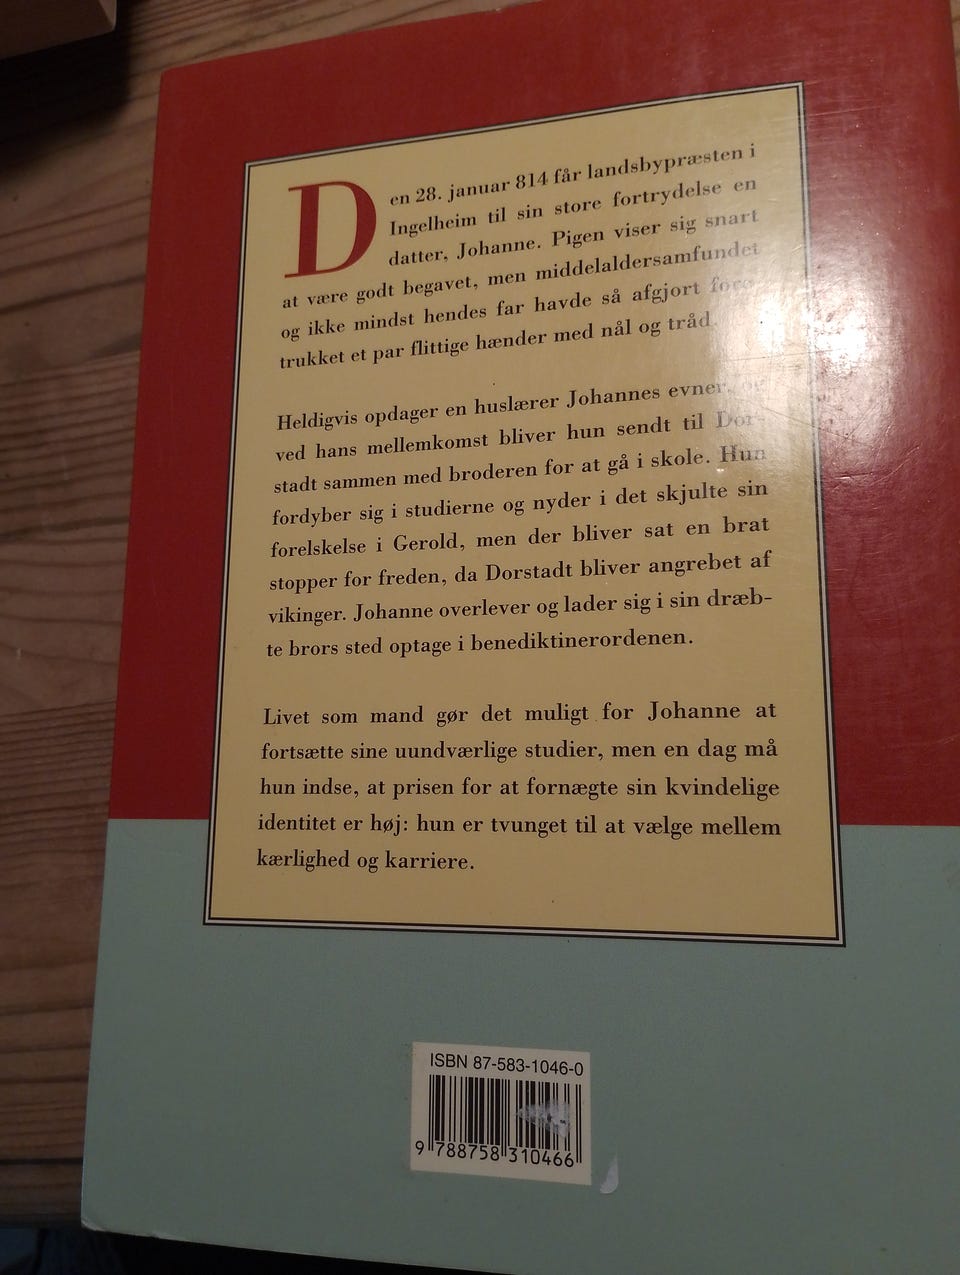 Den 28. januar 814 får landsbypræsten i
Ingelheim til sin store fortrydelse en
datter, Johanne. Pigen viser sig snart
at være godt begavet, men middelaldersamfundet
og ikke mindst hendes far havde så afgjort fore-
trukket et par flittige hænder med nål og tråd.
Heldigvis opdager en huslærer Johannes evner, og
ved hans mellemkomst bliver hun sendt til Dor-
stadt sammen med broderen for at gå i skole. Hun
fordyber sig i studierne og nyder i det skjulte sin
forelskelse i Gerold, men der bliver sat en brat
stopper for freden, da Dorstadt bliver angrebet af
vikinger. Johanne overlever og lader sig i sin dræb-
te brors sted optage i benediktinerordenen.
Livet som mand gør det muligt for Johanne at
fortsætte sine uundværlige studier, men en dag må
hun indse, at prisen for at fornægte sin kvindelige
identitet er høj: hun er tvunget til at vælge mellem
kærlighed og karriere.
ISBN 87-583-1046-0
9 788758 310466